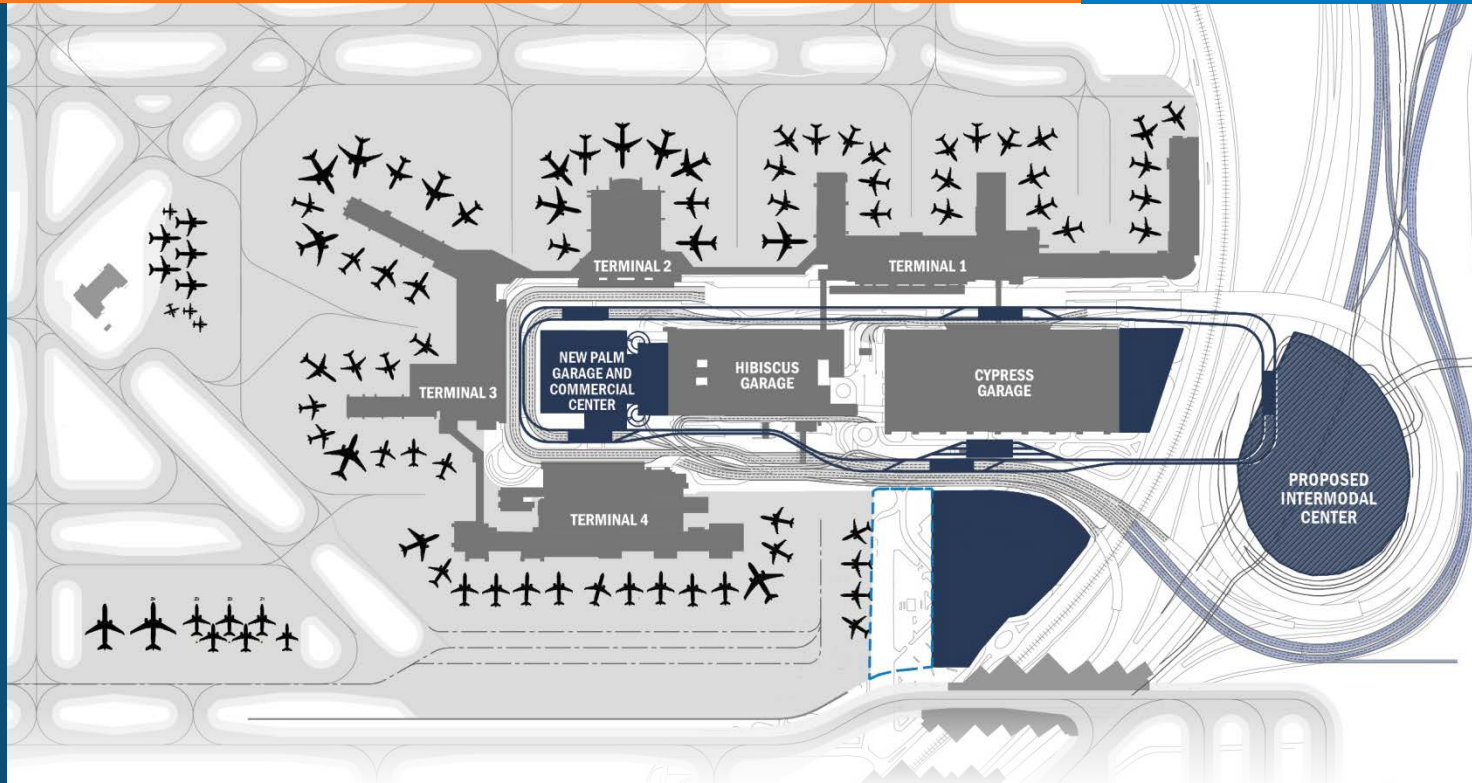 TERMINAL 2
TERMINAL 1
NEW PALM
GARAGE AND
COMMERCIAL
CENTER
HIBISCUS
GARAGE
CYPRESS
GARAGE
TERMINAL 3
PROPOSED
INTERMODAL
CENTER
TERMINAL 4